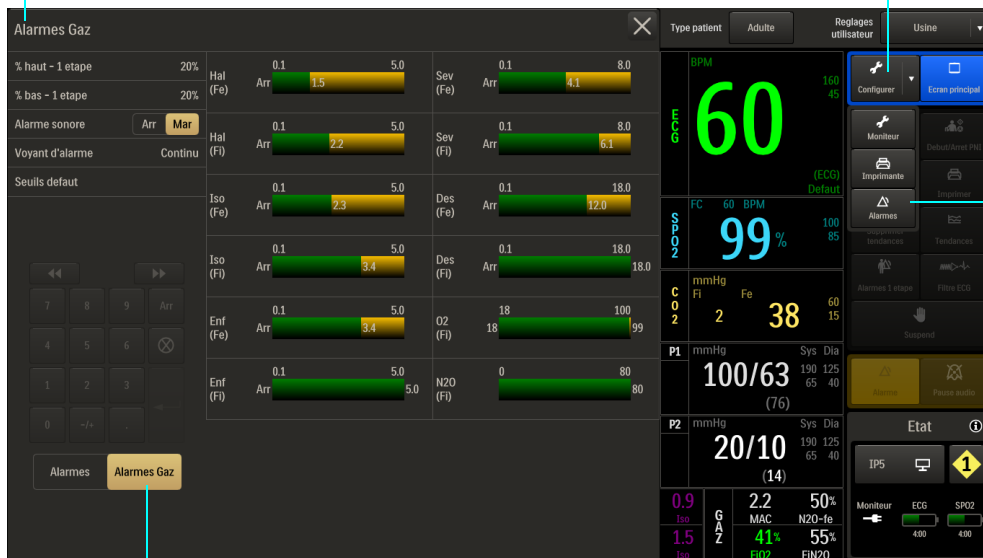 Alarmes Gaz
% haut - 1 etape 20%
% bas - 1 etape 20%
Alarme sonore Arr Mar
Voyant d'alarme Continu
Seuils defaut
7 8 9 Arr
4 5 6
1 2 3
0 -/+ .
Alarmes Alarmes Gaz
0.1 5.0
Hal (Fe) Arr 1.5
0.1 5.0
Hal (Fi) Arr 2.2
0.1 5.0
Iso (Fe) Arr 2.3
0.1 5.0
Iso (Fi) Arr 3.4
0.1 5.0
Enf (Fe) Arr 3.4
0.1 5.0
Enf (Fi) Arr 5.0
0.1 8.0
Sev (Fe) Arr 4.1
0.1 8.0
Sev (Fi) Arr 6.1
0.1 18.0
Des (Fe) Arr 12.0
0.1 18.0
Des (Fi) Arr 18.0
18 100
O2 (Fi) 18 99
0 80
N2O (Fi) 80
Type patient Adulte
Reglages utilisateur Usine
ECG
BPM
60
160
45
(ECG)
Defaut
SPO2
FC 60 BPM
99%
100
85
CO2
mmHg
Fi Fe
2 38
60
15
P1 mmHg Sys Dia
100/63
190 125
65 40
(76)
P2 mmHg Sys Dia
20/10
190 125
65 40
(14)
0.9 Iso
1.5 Iso
GAZ
2.2 MAC
50% N2O-fe
41% FiO2
55% FiN2O
Configurer
Ecran principal
Moniteur
Debut/Arret PNI
Imprimante
Imprimer
Alarmes
tendances
Tendances
Alarmes 1 etape
Filtre ECG
Suspend
Alarme
Pause audio
Etat
IP5
1
Moniteur ECG SPO2
4:00 4:00